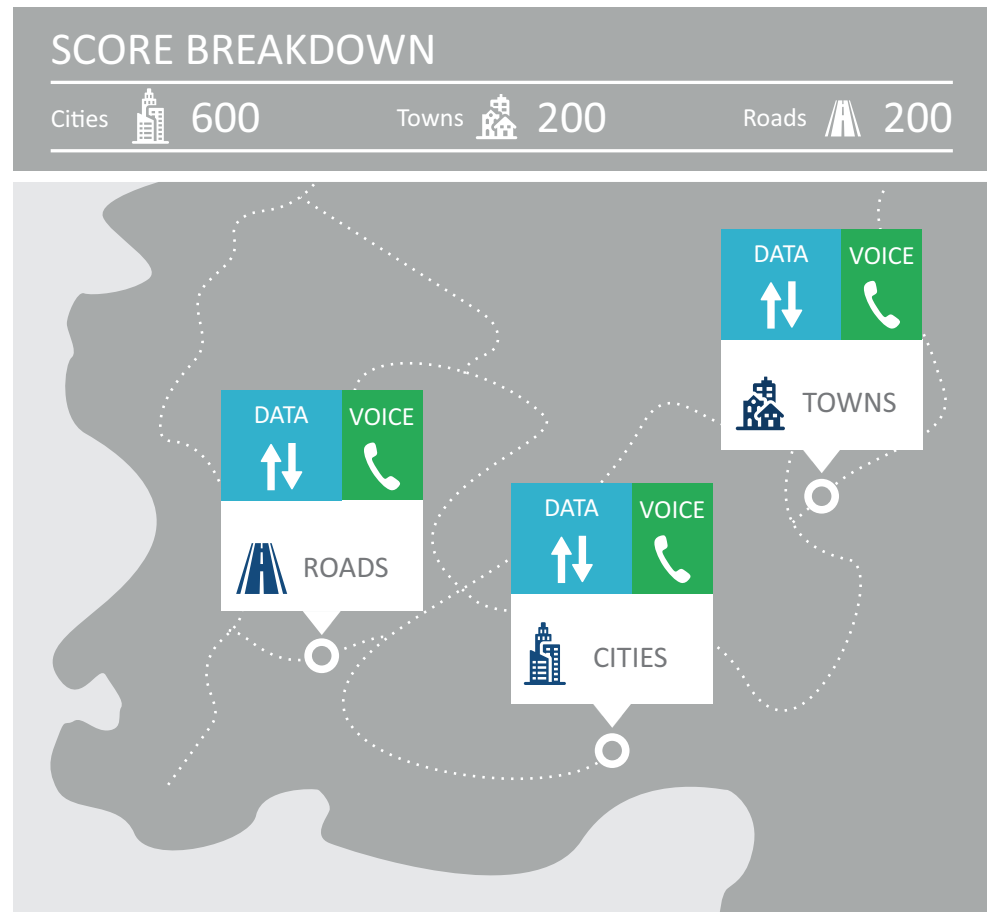 SCORE BREAKDOWN
Cities 600 Towns 200 Roads 200
DATA VOICE
TOWNS
DATA VOICE
ROADS
DATA VOICE
CITIES